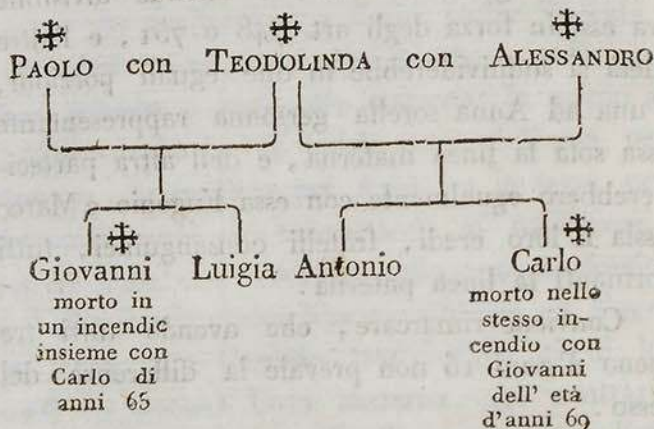 PAOLO con TEODOLINDA con ALESSANDRO
Giovanni
morto in
un incendio
insieme con
Carlo di
anni 65
Luigia
Antonio
Carlo
morto nello
stesso in-
cendio con
Giovanni
dell' età
d'anni 69